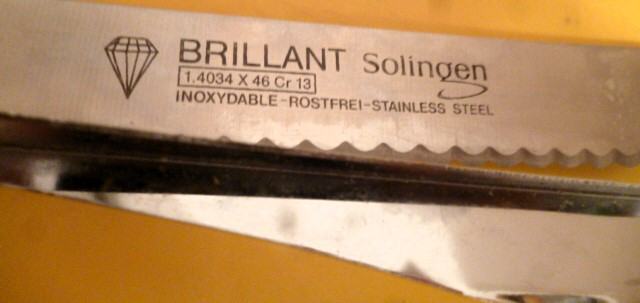 BRILLANT Solingen
1.4034 X 46 Cr 13
INOXYDABLE-ROSTFREI-STAINLESS STEEL